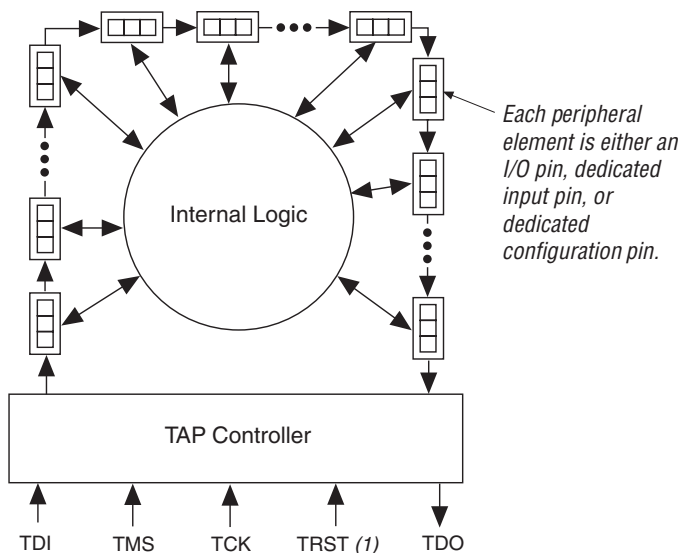 Each peripheral
element is either an
I/O pin, dedicated
input pin, or
dedicated
configuration pin.
Internal Logic
TAP Controller
TDI TMS TCK TRST (1) TDO